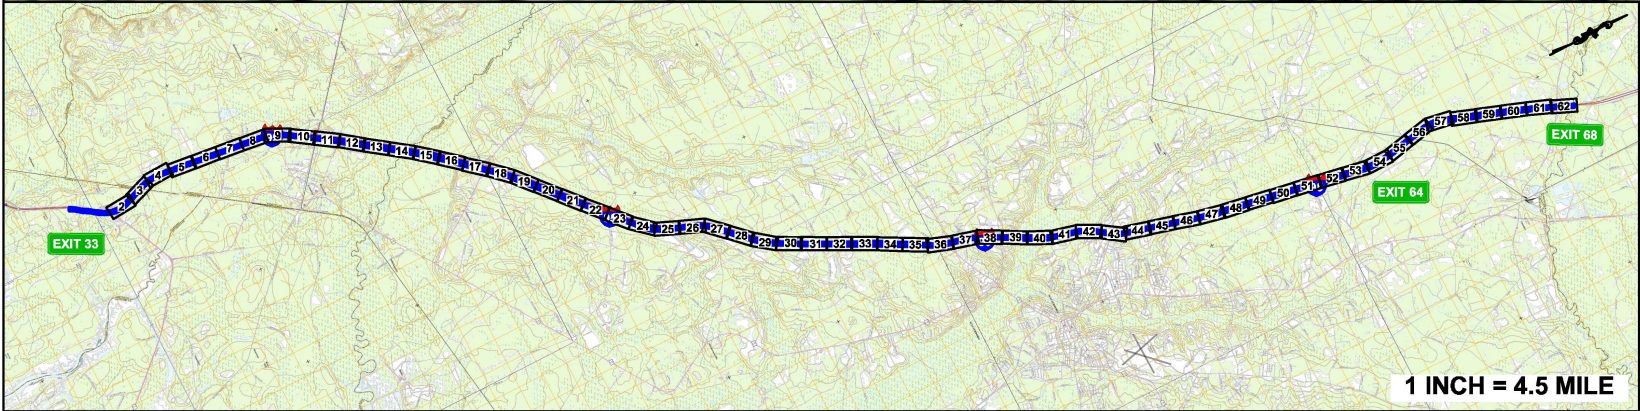 2 3 4 5 6 7 8 9 10 11 12 13 14 15 16 17 18 19 20 21 22 23 24 25 26 27 28 29 30 31 32 33 34 35 36 37 38 39 40 41 42 43 44 45 46 47 48 49 50 51 52 53 54 55 56 57 58 59 60 61 62
EXIT 33
EXIT 64
EXIT 68
1 INCH = 4.5 MILE